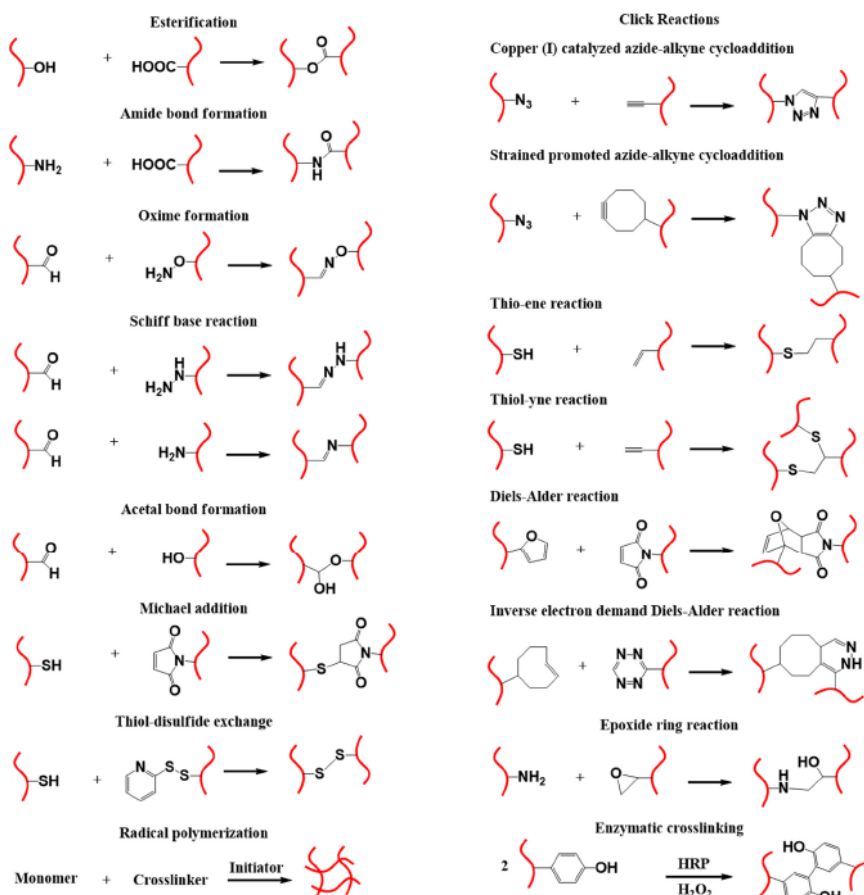 Esterification
OH + HOOC O O
Amide bond formation
NH2 + HOOC N H O
Oxime formation
O H + H2N O N O
Schiff base reaction
O H + H2N N H N N H
O H + H2N N
Acetal bond formation
O H + HO O OH
Michael addition
SH + O N O S O N O
Thiol-disulfide exchange
SH + N S S S S
Radical polymerization
Monomer + Crosslinker Initiator
Click Reactions
Copper (I) catalyzed azide-alkyne cycloaddition
N3 + N N N
Strained promoted azide-alkyne cycloaddition
N3 + N N N
Thio-ene reaction
SH + S
Thiol-yne reaction
SH + S S
Diels-Alder reaction
O + O N O O O N O
Inverse electron demand Diels-Alder reaction
+ N N N N N NH
Epoxide ring reaction
NH2 + O N H HO
Enzymatic crosslinking
2 OH HRP H2O2 HO OH